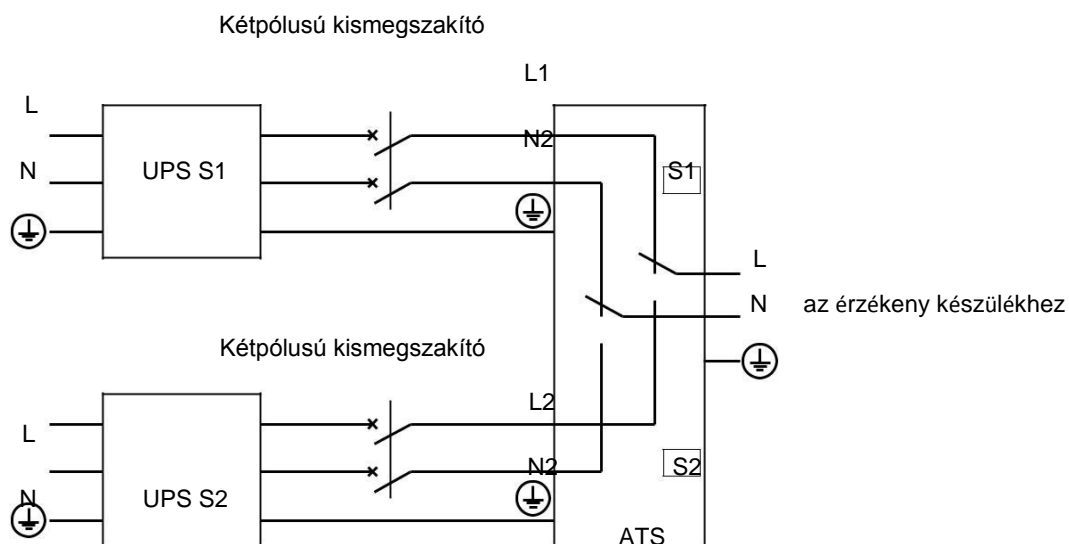 Kétpólusú kismegszakító
L1
L
N2
N
UPS S1
S1
L
N
az érzékeny készülékhez
Kétpólusú kismegszakító
L2
L
N2
S2
N
UPS S2
ATS